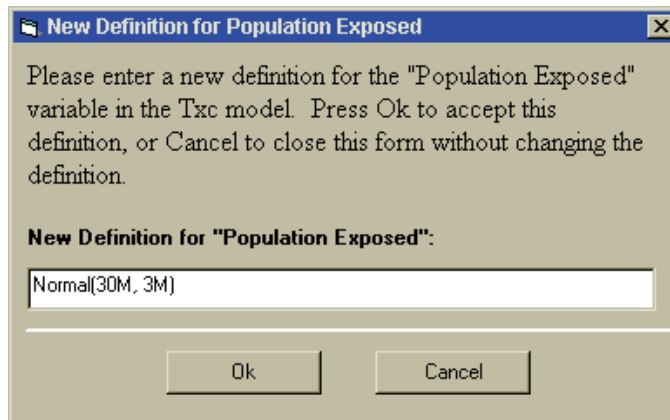 New Definition for Population Exposed
Please enter a new definition for the "Population Exposed"
variable in the Txc model.  Press Ok to accept this
definition, or Cancel to close this form without changing the
definition.
New Definition for "Population Exposed":
Normal(30M, 3M)
Ok
Cancel